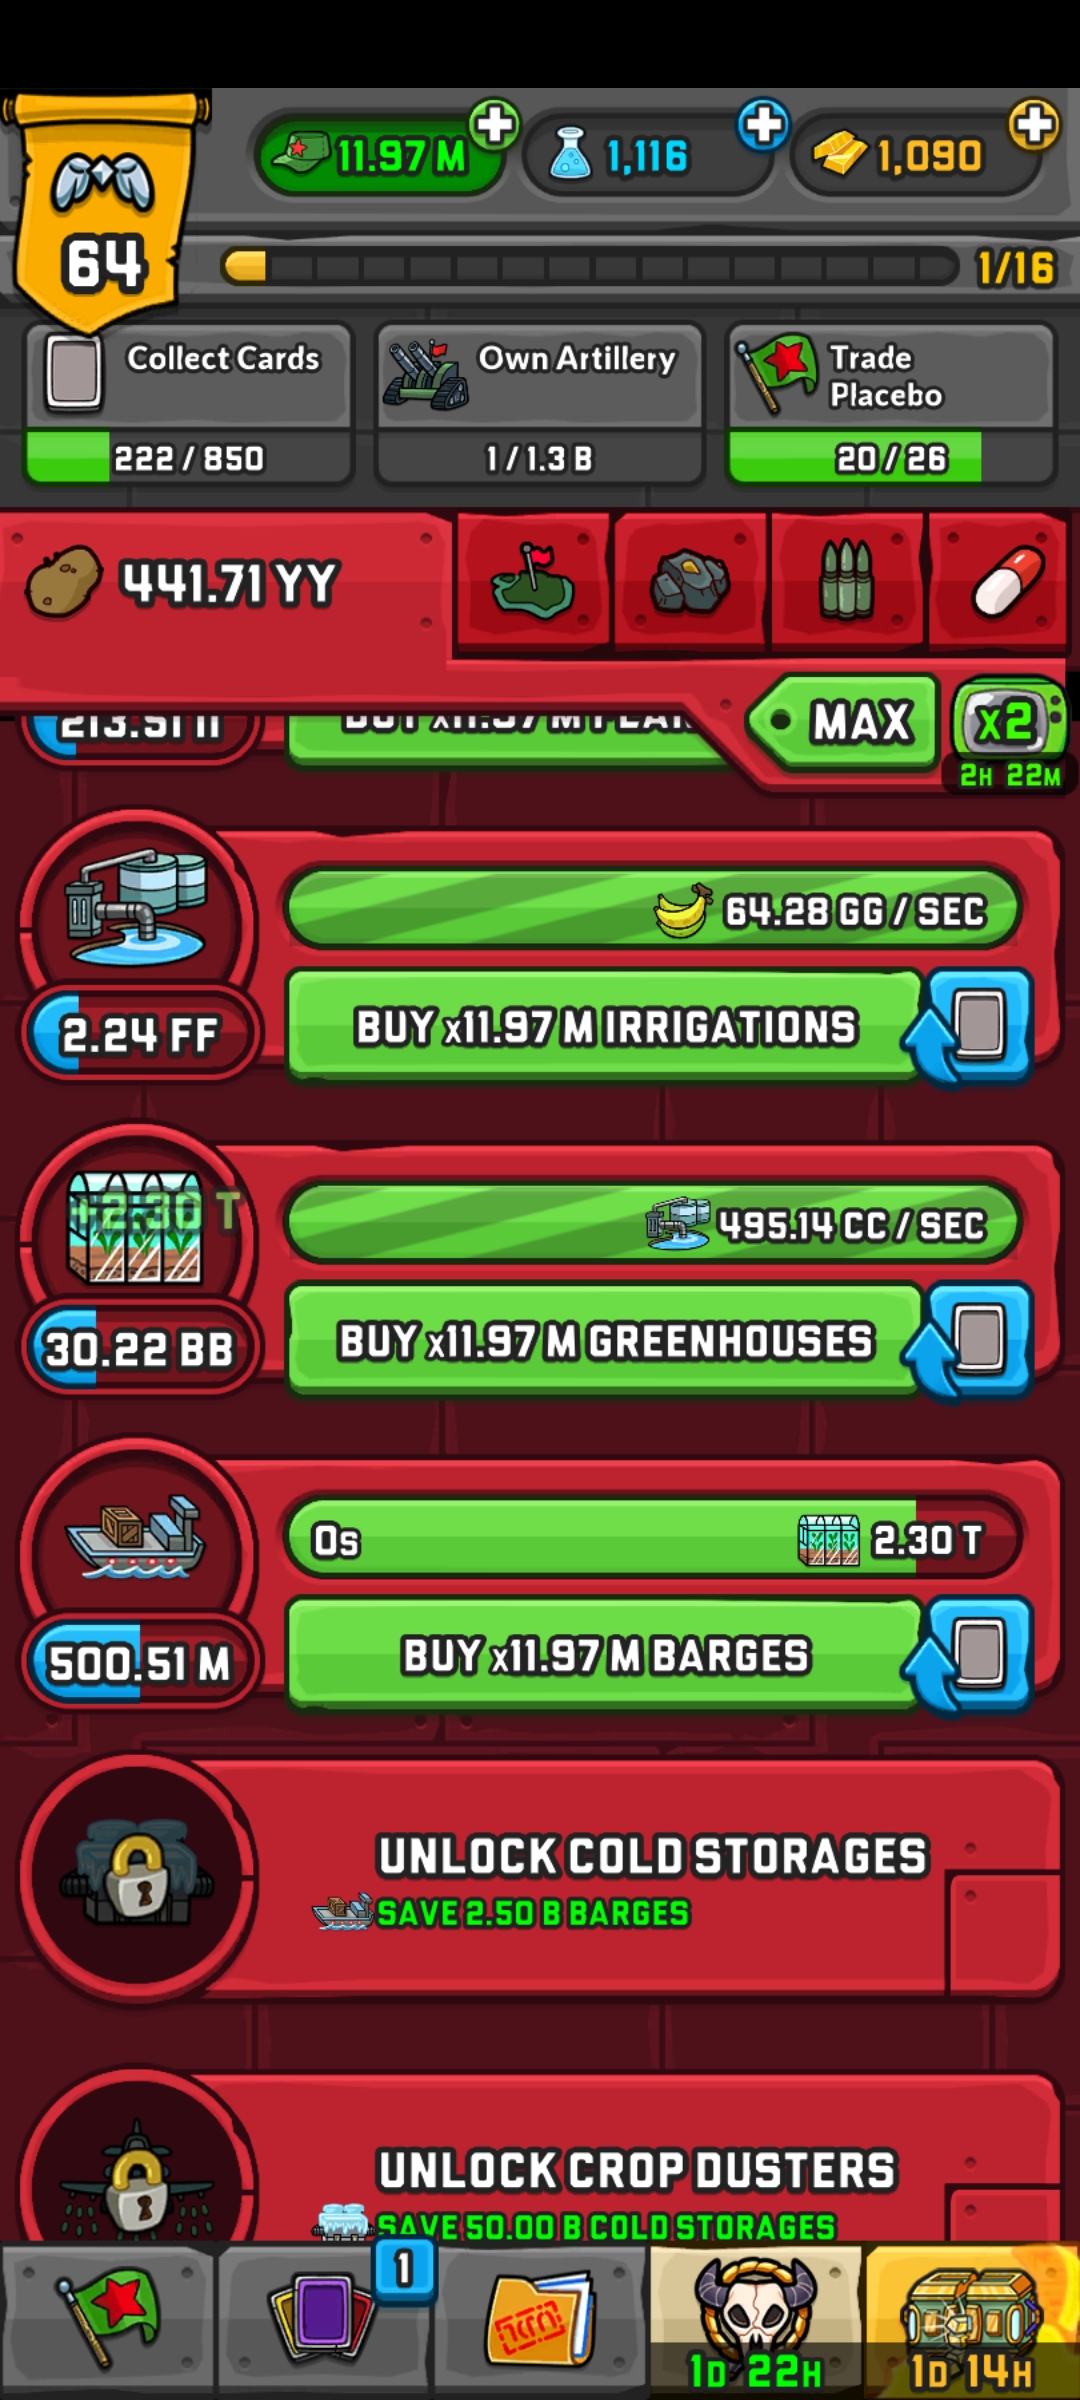 11.97 M
1,116
1,090
64
1/16
Collect Cards
222 / 850
Own Artillery
1 / 1.3 B
Trade
Placebo
20 / 26
441.71 YY
MAX
x2
2H 22M
64.28 GG / SEC
2.24 FF
BUY x11.97 M IRRIGATIONS
+2.30 T
495.14 CC / SEC
30.22 BB
BUY x11.97 M GREENHOUSES
0s
2.30 T
500.51 M
BUY x11.97 M BARGES
UNLOCK COLD STORAGES
SAVE 2.50 B BARGES
UNLOCK CROP DUSTERS
SAVE 50.00 B COLD STORAGES
1
1D 22H
1D 14H